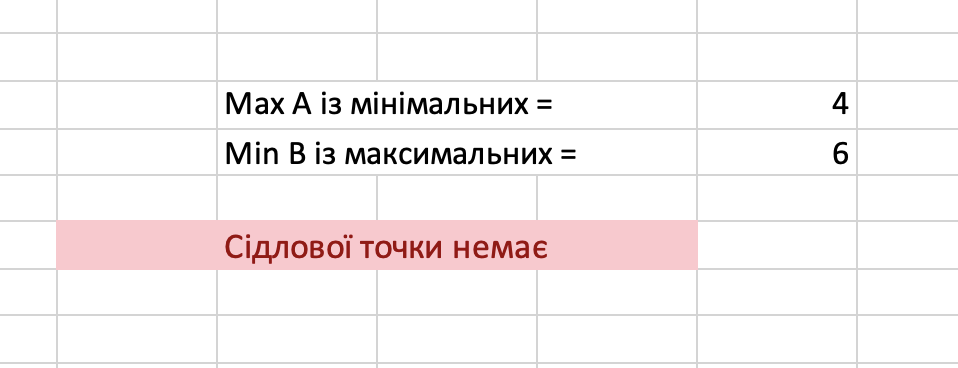 Max A із мінімальних = 4
Min B із максимальних = 6
Сідлової точки немає